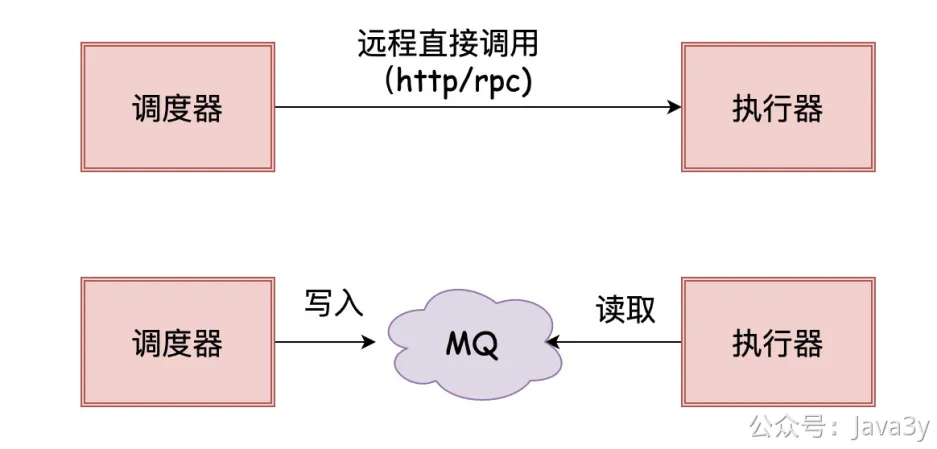 远程直接调用
（http/rpc)
调度器
执行器
写入
读取
调度器
MQ
执行器
公众号：Java3y